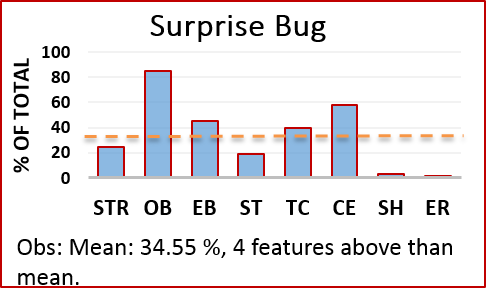 Surprise Bug
% OF TOTAL
100
80
60
40
20
0
STR OB EB ST TC CE SH ER
Obs: Mean: 34.55 %, 4 features above than
mean.